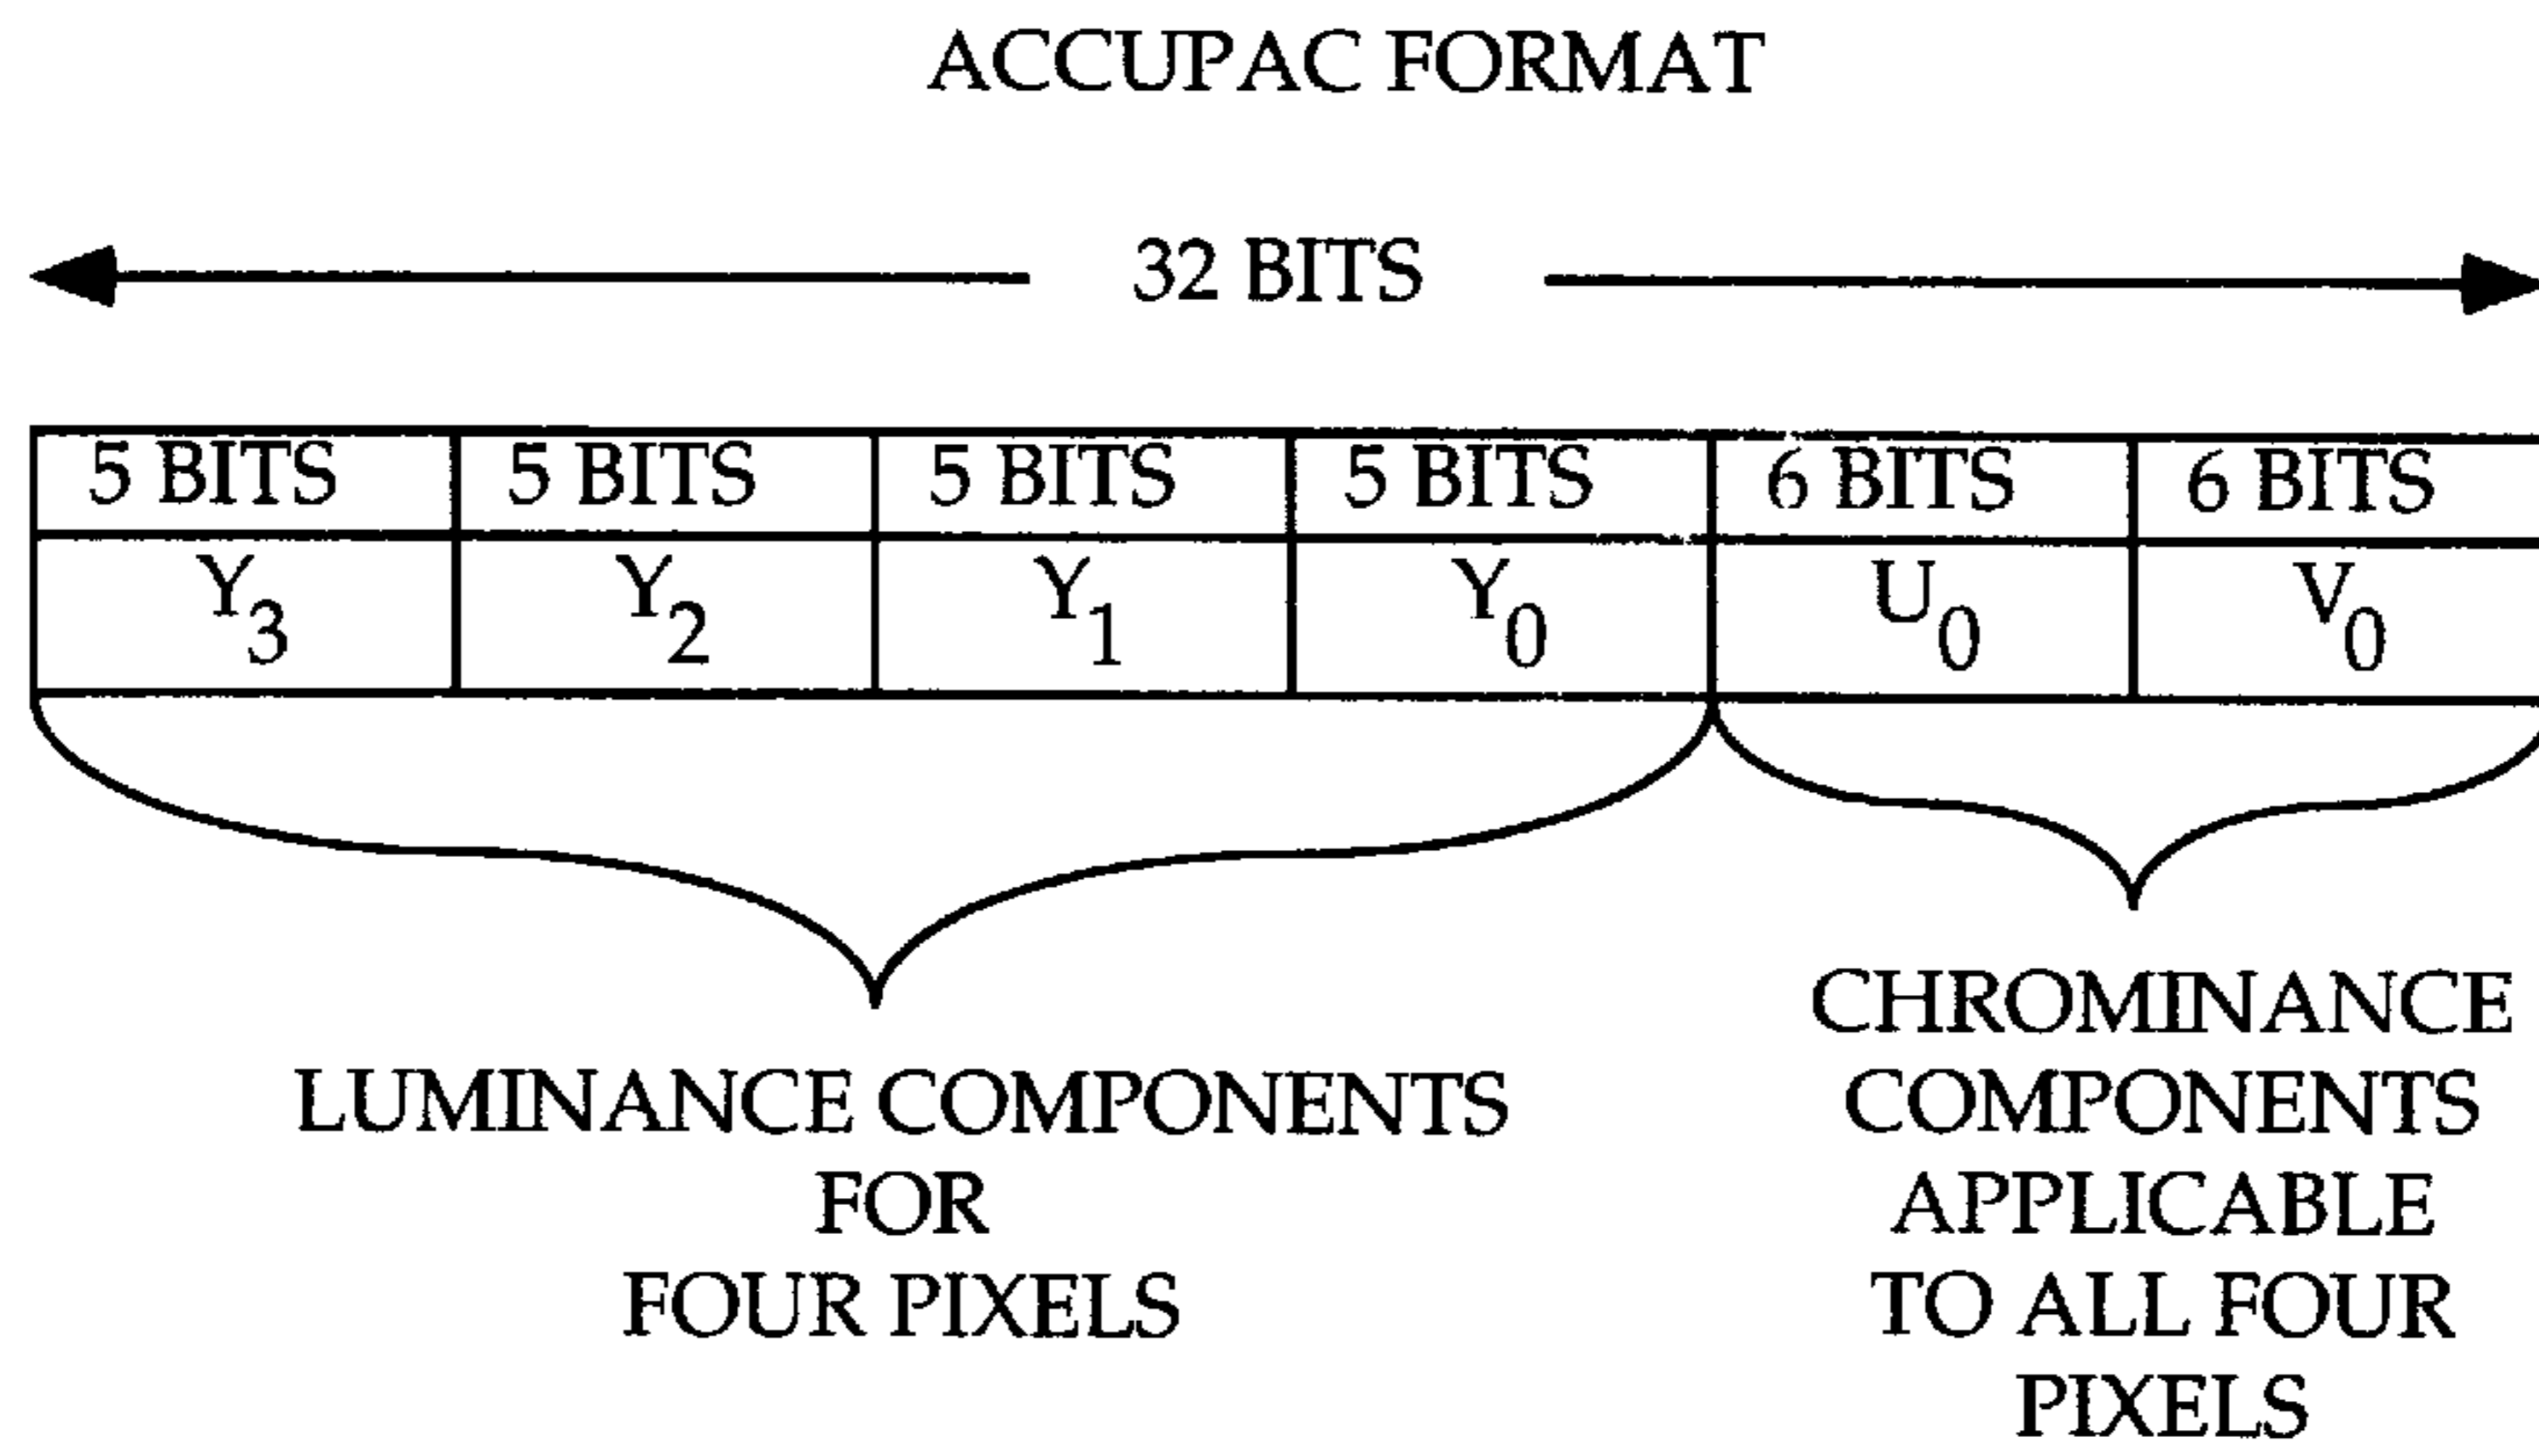 ACCUPAC FORMAT
32 BITS
5 BITS 5 BITS 5 BITS 5 BITS 6 BITS 6 BITS
Y3 Y2 Y1 Y0 U0 V0
LUMINANCE COMPONENTS
FOR
FOUR PIXELS
CHROMINANCE
COMPONENTS
APPLICABLE
TO ALL FOUR
PIXELS